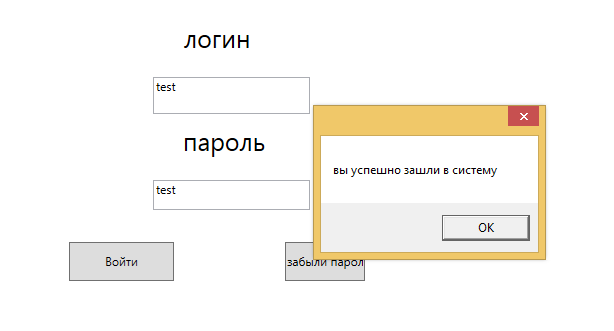 логин
test
пароль
test
вы успешно зашли в систему
OK
Войти
забыли парол